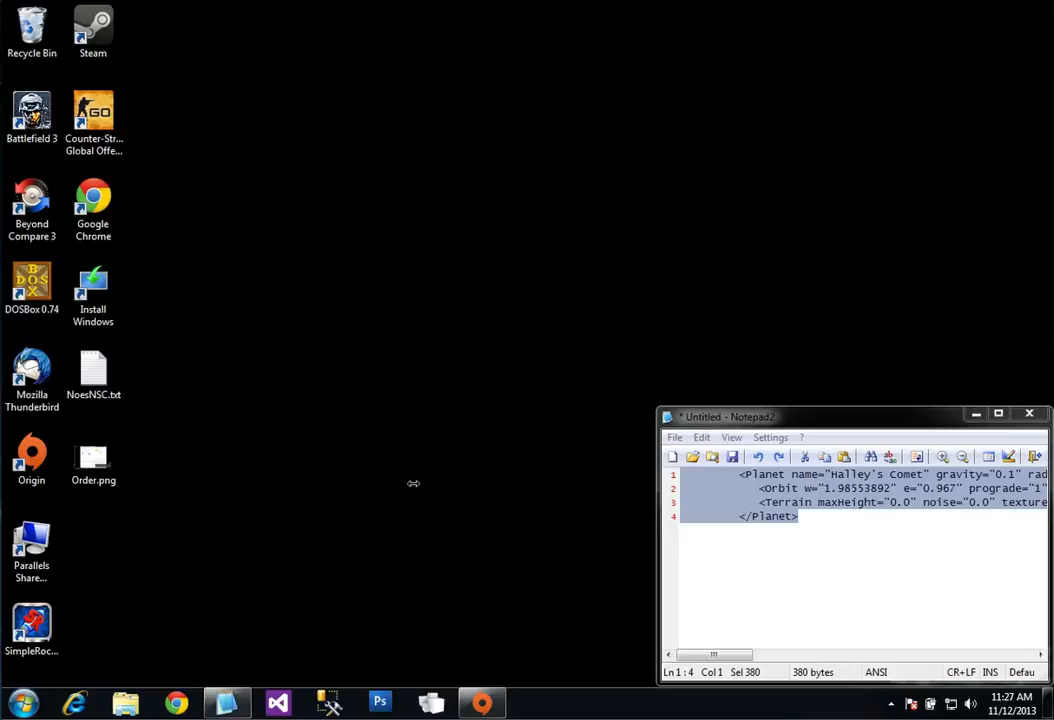 Recycle Bin
Steam
Battlefield 3
Counter-Str...
Global Offe...
GO
Beyond
Compare 3
Google
Chrome
DOSBox 0.74
Install
Windows
Mozilla
Thunderbird
NoesNSC.txt
Origin
Order.png
Parallels
Share...
SimpleRoc...
* Untitled - Notepad2
File Edit View Settings ?
1 <Planet name="Halley's Comet" gravity="0.1" rad
2 <Orbit w="1.98553892" e="0.967" prograde="1"
3 <Terrain maxHeight="0.0" noise="0.0" texture
4 </Planet>
Ln 1 : 4 Col 1 Sel 380 380 bytes ANSI CR+LF INS Defau
Ps
11:27 AM
11/12/2013